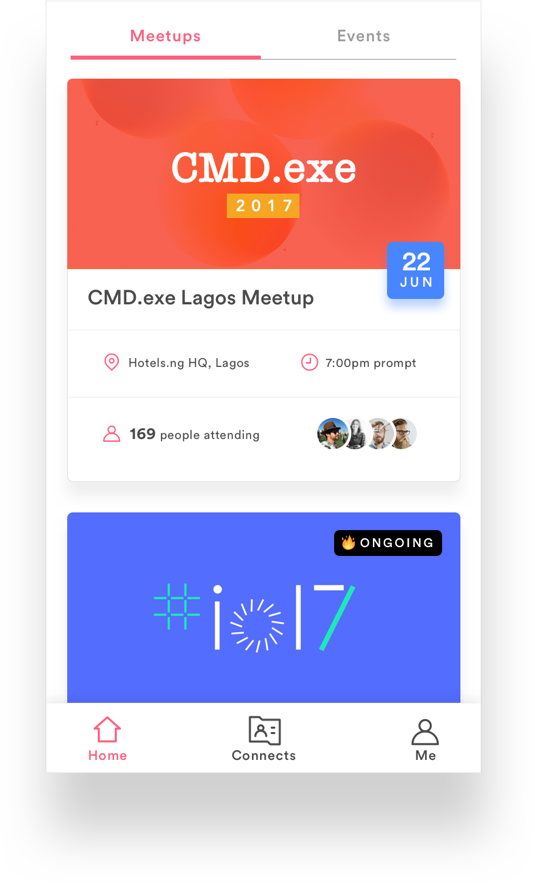 Meetups
Events
CMD.exe
2017
22
JUN
CMD.exe Lagos Meetup
Hotels.ng HQ, Lagos
7:00pm prompt
169 people attending
🔥 ONGOING
#io17
Home
Connects
Me